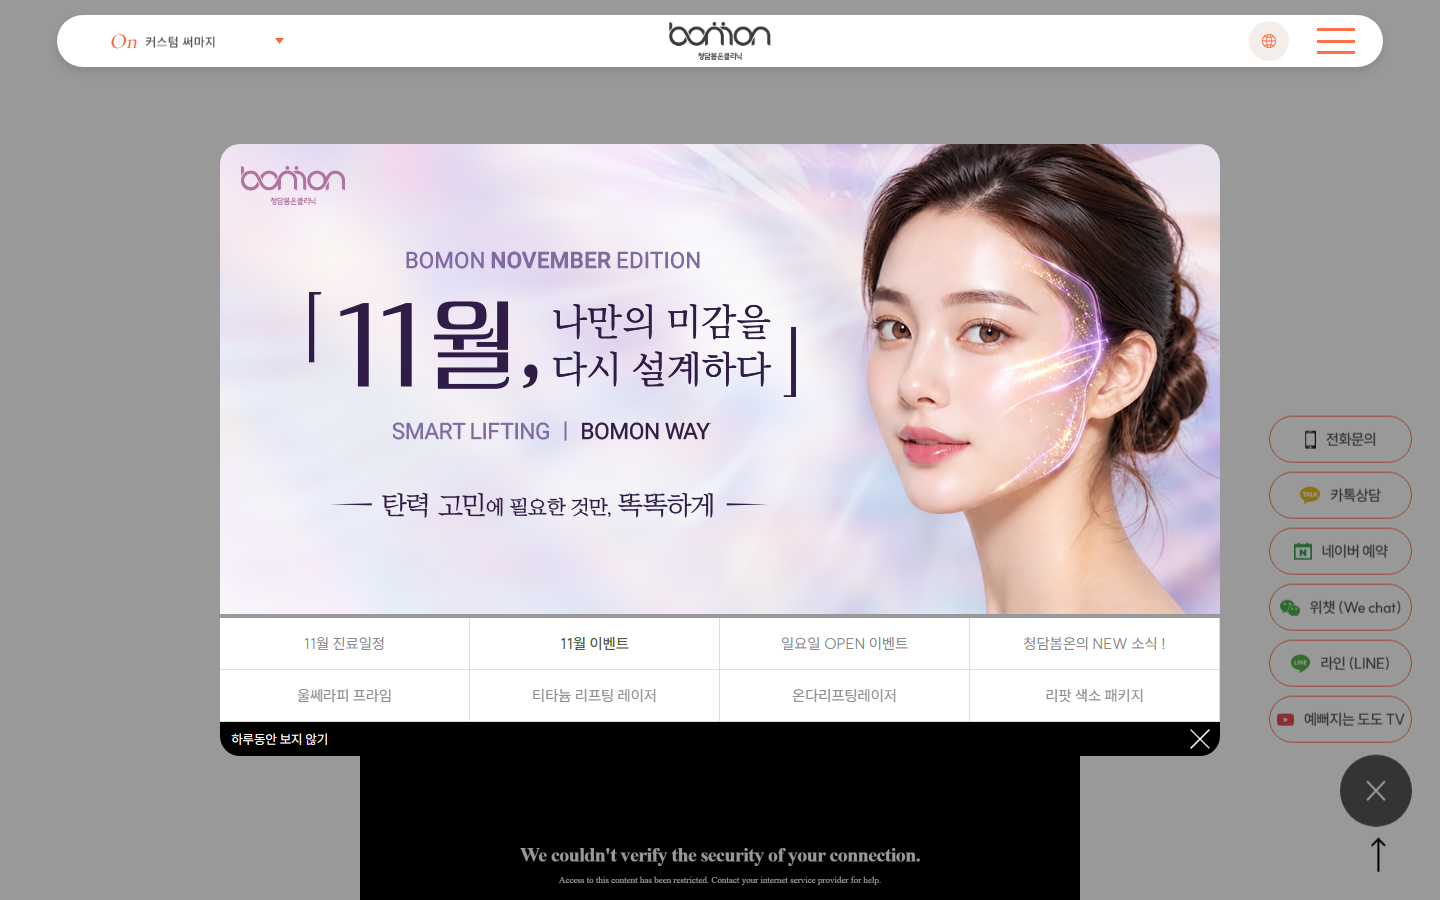 On 커스텀 써마지
bomon
청담봄온클리닉
bomon
청담봄온클리닉
BOMON NOVEMBER EDITION
「11월, 나만의 미감을
다시 설계하다」
SMART LIFTING | BOMON WAY
탄력 고민에 필요한 것만, 똑똑하게
11월 진료일정
11월 이벤트
일요일 OPEN 이벤트
청담봄온의 NEW 소식 !
울쎄라피 프라임
티타늄 리프팅 레이저
온다리프팅레이저
리팟 색소 패키지
하루동안 보지 않기
전화문의
TALK 카톡상담
N 네이버 예약
위챗 (We chat)
LINE 라인 (LINE)
예뻐지는 도도 TV
We couldn't verify the security of your connection.
Access to this content has been restricted. Contact your internet service provider for help.